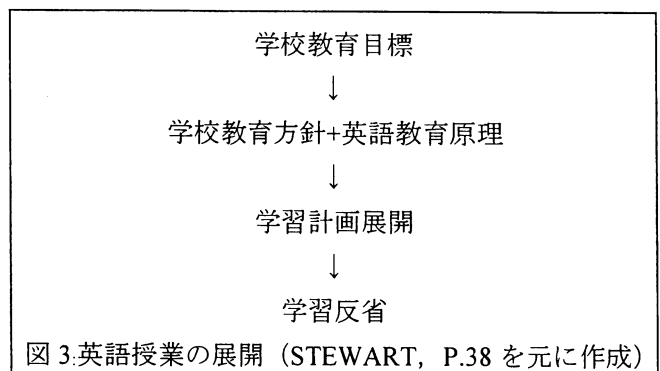 学校教育目標
↓
学校教育方針+英語教育原理
↓
学習計画展開
↓
学習反省
図 3:英語授業の展開（STEWART, P.38 を元に作成）